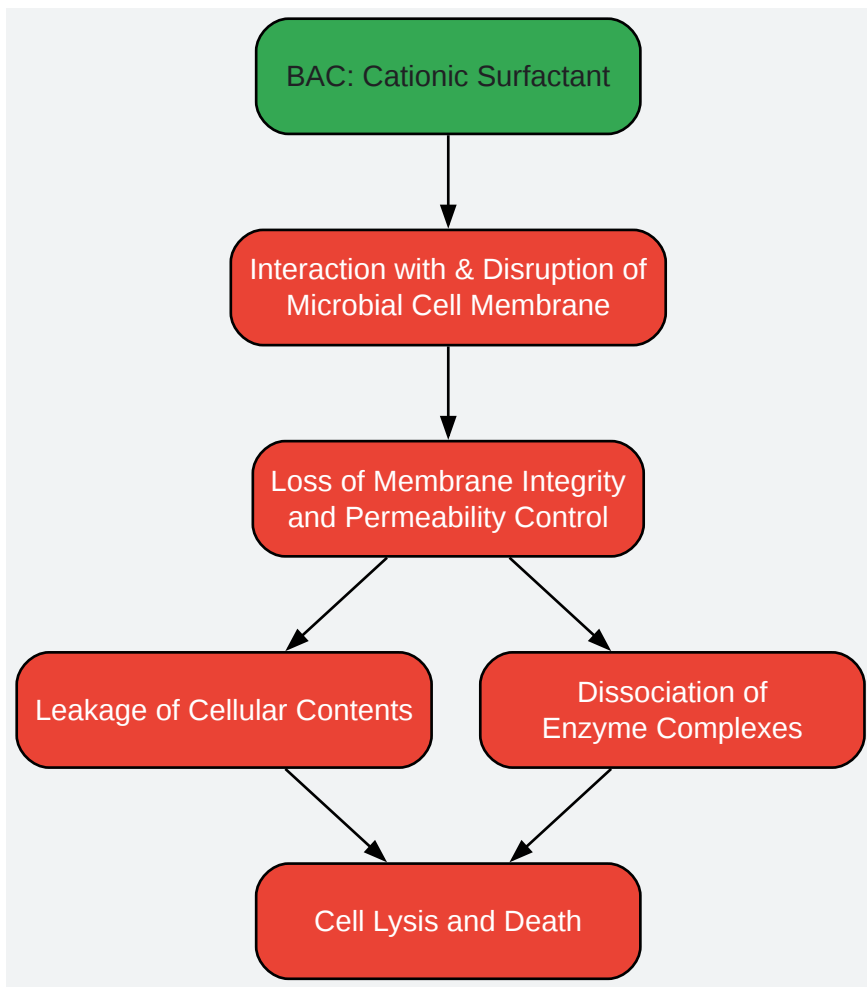 BAC: Cationic Surfactant
Interaction with & Disruption of
Microbial Cell Membrane
Loss of Membrane Integrity
and Permeability Control
Leakage of Cellular Contents
Dissociation of
Enzyme Complexes
Cell Lysis and Death